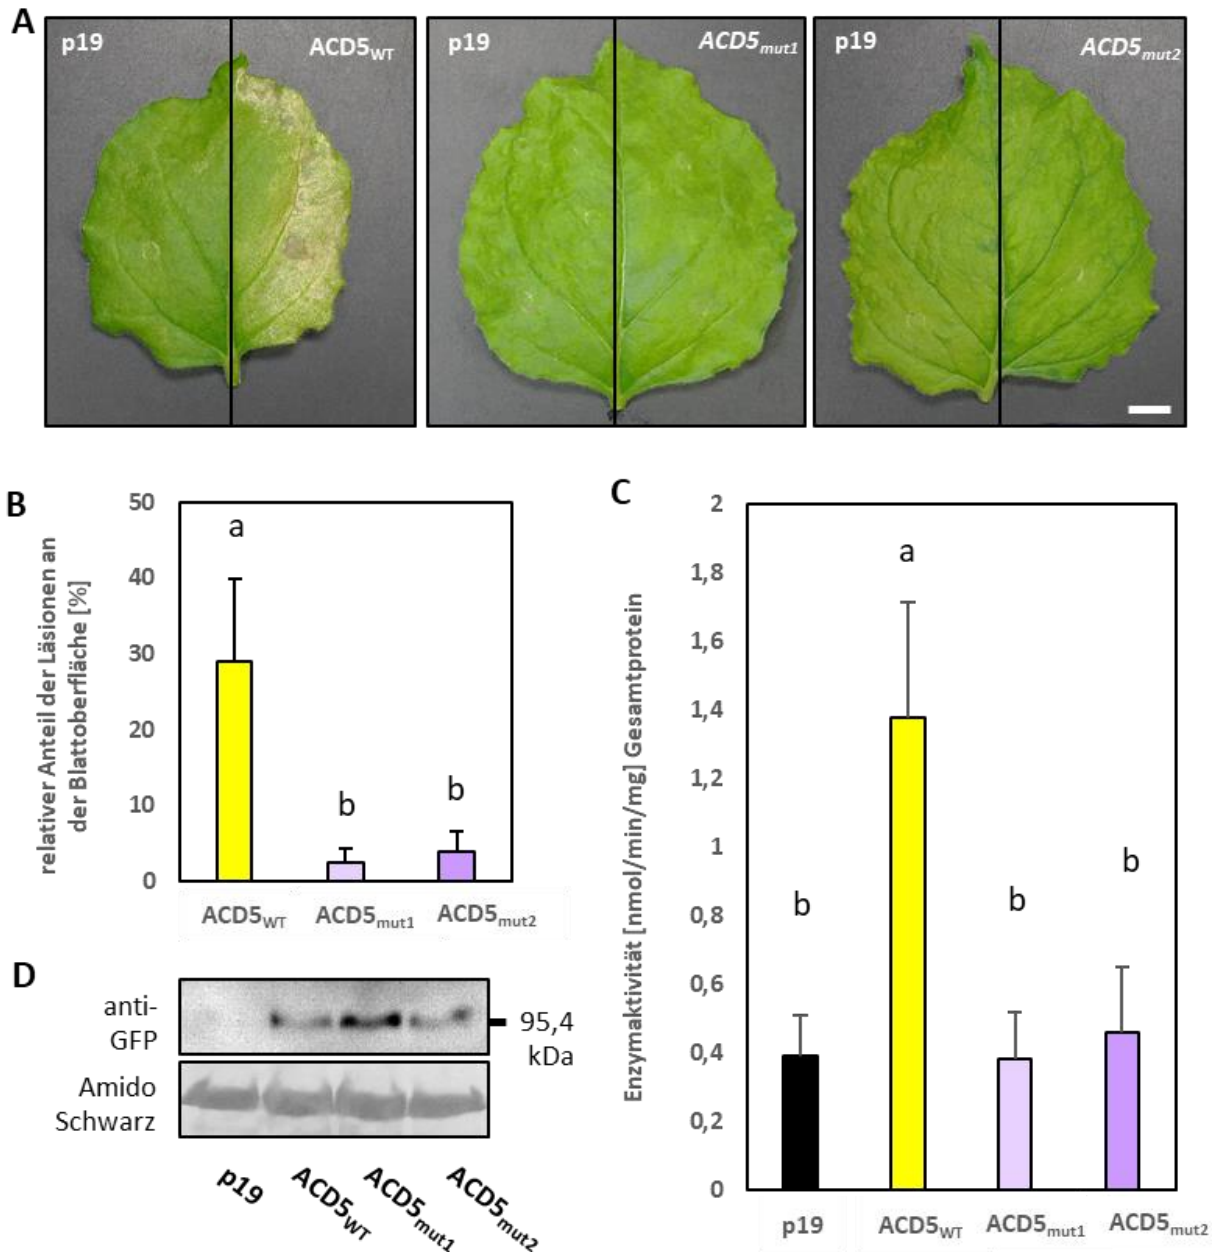 A
p19
ACD5WT
p19
ACD5mut1
p19
ACD5mut2
B
relativer Anteil der Läsionen an
der Blattoberfläche [%]
50
40
30
20
10
0
a
b
b
ACD5WT
ACD5mut1
ACD5mut2
C
Enzymaktivität [nmol/min/mg] Gesamtprotein
2
1,8
1,6
1,4
1,2
1
0,8
0,6
0,4
0,2
0
b
a
b
b
p19
ACD5WT
ACD5mut1
ACD5mut2
D
anti-
GFP
95,4
kDa
Amido
Schwarz
p19
ACD5WT
ACD5mut1
ACD5mut2